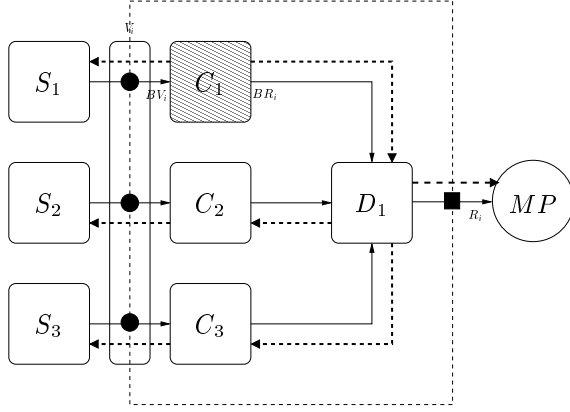 V_i
S_1
C_1
BV_i
BR_i
S_2
C_2
D_1
MP
R_i
S_3
C_3